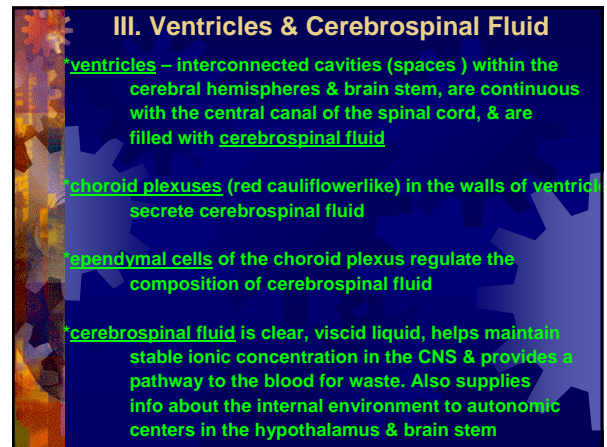 III. Ventricles & Cerebrospinal Fluid
*ventricles – interconnected cavities (spaces ) within the
cerebral hemispheres & brain stem, are continuous
with the central canal of the spinal cord, & are
filled with cerebrospinal fluid
*choroid plexuses (red cauliflowerlike) in the walls of ventricle
secrete cerebrospinal fluid
*ependymal cells of the choroid plexus regulate the
composition of cerebrospinal fluid
*cerebrospinal fluid is clear, viscid liquid, helps maintain
stable ionic concentration in the CNS & provides a
pathway to the blood for waste. Also supplies
info about the internal environment to autonomic
centers in the hypothalamus & brain stem